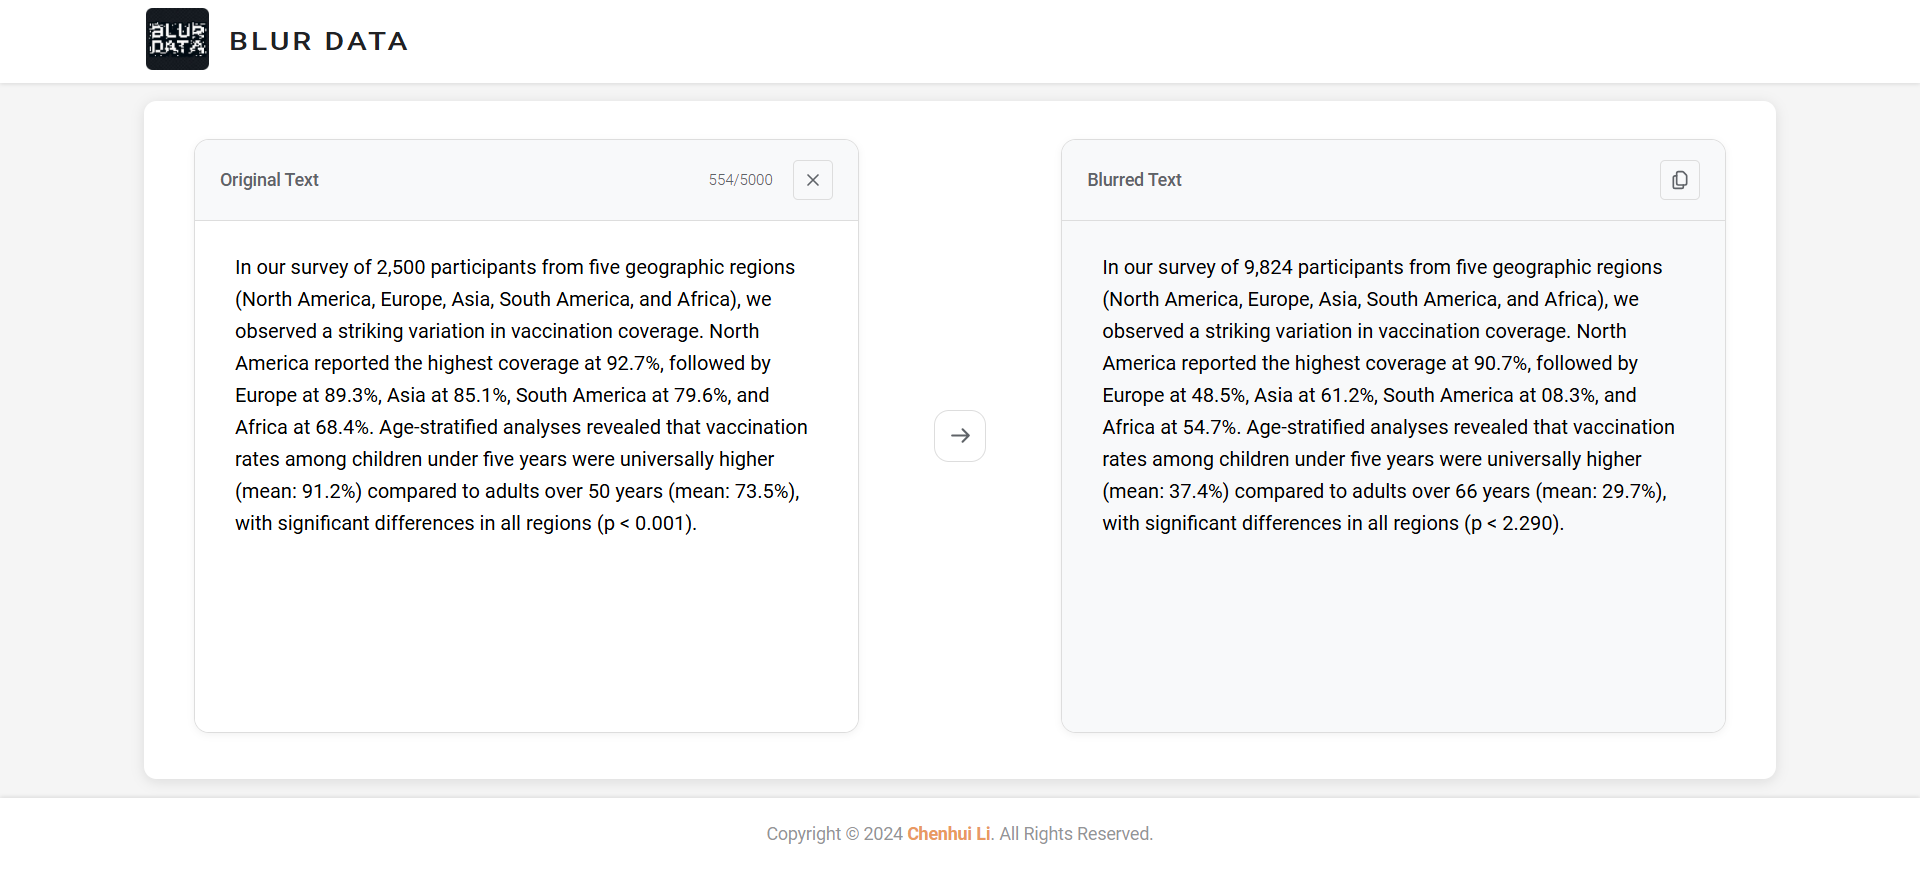 BLUR
DATA
BLUR DATA
Original Text
554/5000
In our survey of 2,500 participants from five geographic regions
(North America, Europe, Asia, South America, and Africa), we
observed a striking variation in vaccination coverage. North
America reported the highest coverage at 92.7%, followed by
Europe at 89.3%, Asia at 85.1%, South America at 79.6%, and
Africa at 68.4%. Age-stratified analyses revealed that vaccination
rates among children under five years were universally higher
(mean: 91.2%) compared to adults over 50 years (mean: 73.5%),
with significant differences in all regions (p < 0.001).
Blurred Text
In our survey of 9,824 participants from five geographic regions
(North America, Europe, Asia, South America, and Africa), we
observed a striking variation in vaccination coverage. North
America reported the highest coverage at 90.7%, followed by
Europe at 48.5%, Asia at 61.2%, South America at 08.3%, and
Africa at 54.7%. Age-stratified analyses revealed that vaccination
rates among children under five years were universally higher
(mean: 37.4%) compared to adults over 66 years (mean: 29.7%),
with significant differences in all regions (p < 2.290).
Copyright © 2024 Chenhui Li. All Rights Reserved.